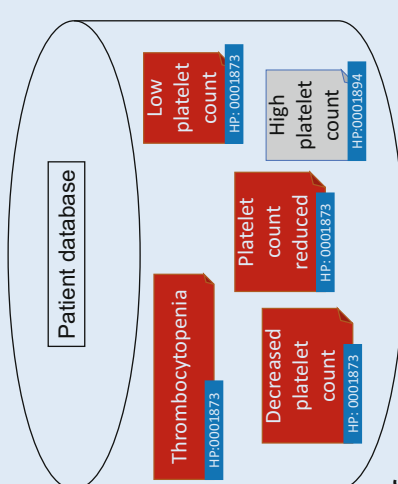 Patient database
Thrombocytopenia
HP:0001873
Low
platelet
count
HP: 0001873
Platelet
count
reduced
HP: 0001873
Decreased
platelet
count
HP: 0001873
High
platelet
count
HP:0001894